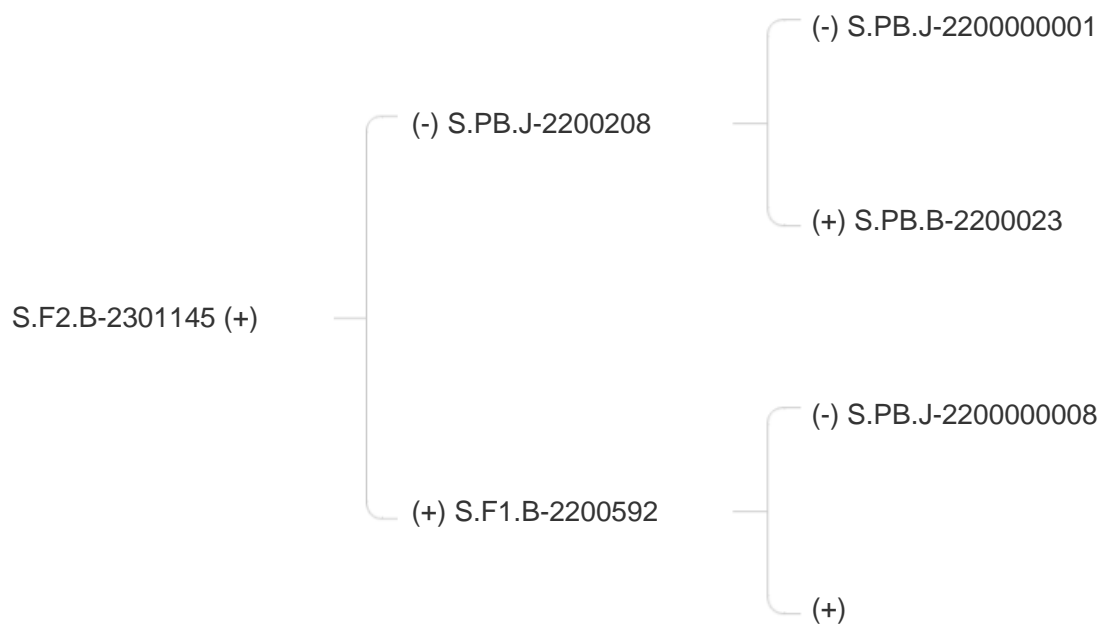 (-) S.PB.J-2200000001
(-) S.PB.J-2200208
(+) S.PB.B-2200023
S.F2.B-2301145 (+)
(-) S.PB.J-2200000008
(+) S.F1.B-2200592
(+)